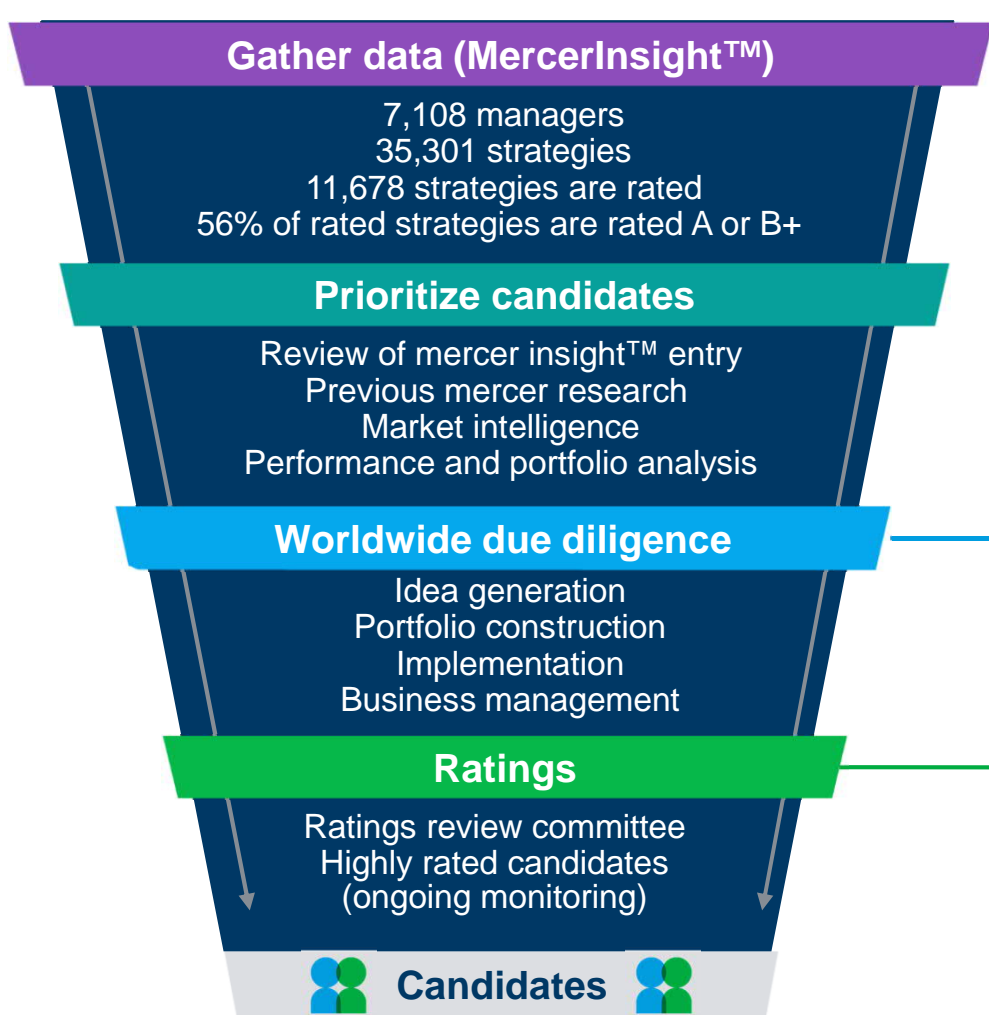 Gather data (MercerInsight™)
7,108 managers
35,301 strategies
11,678 strategies are rated
56% of rated strategies are rated A or B+
Prioritize candidates
Review of mercer insight™ entry
Previous mercer research
Market intelligence
Performance and portfolio analysis
Worldwide due diligence
Idea generation
Portfolio construction
Implementation
Business management
Ratings
Ratings review committee
Highly rated candidates
(ongoing monitoring)
Candidates